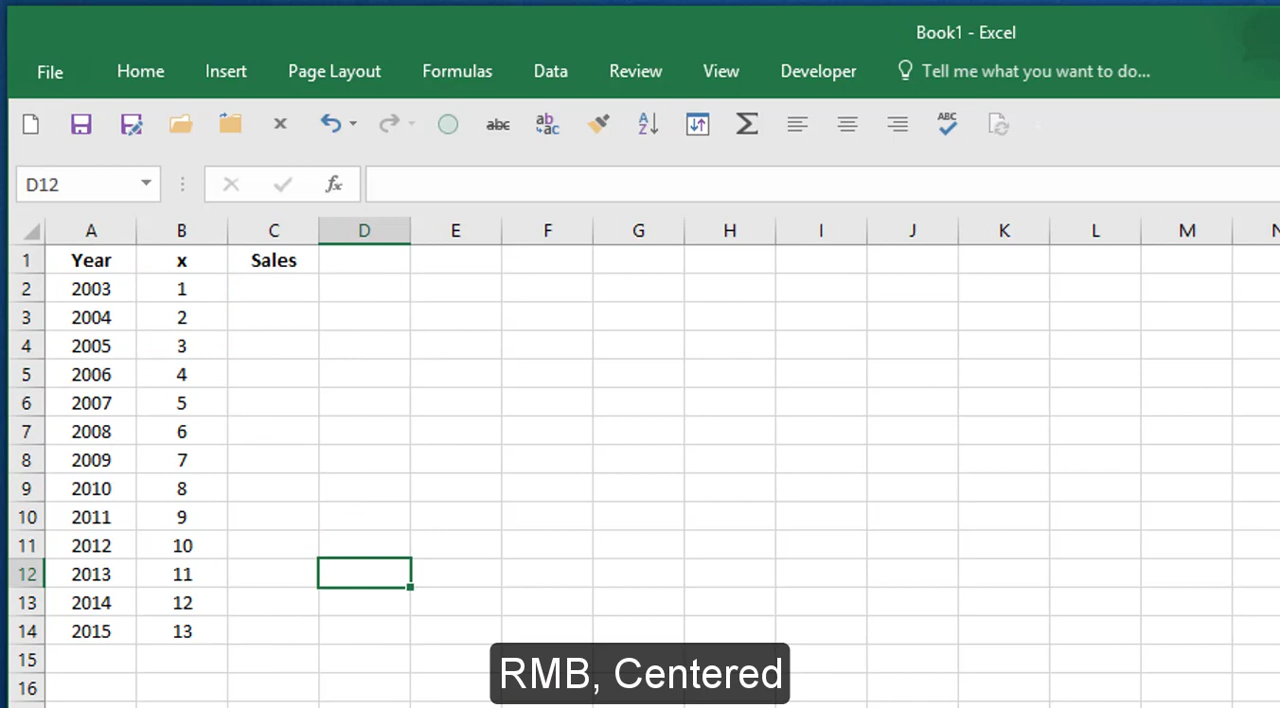 Book1 - Excel
File Home Insert Page Layout Formulas Data Review View Developer Tell me what you want to do...
abc ab ac A Z Σ ABC
D12 fx
A B C D E F G H I J K L M N
1 Year x Sales
2 2003 1
3 2004 2
4 2005 3
5 2006 4
6 2007 5
7 2008 6
8 2009 7
9 2010 8
10 2011 9
11 2012 10
12 2013 11
13 2014 12
14 2015 13
15
16
RMB, Centered